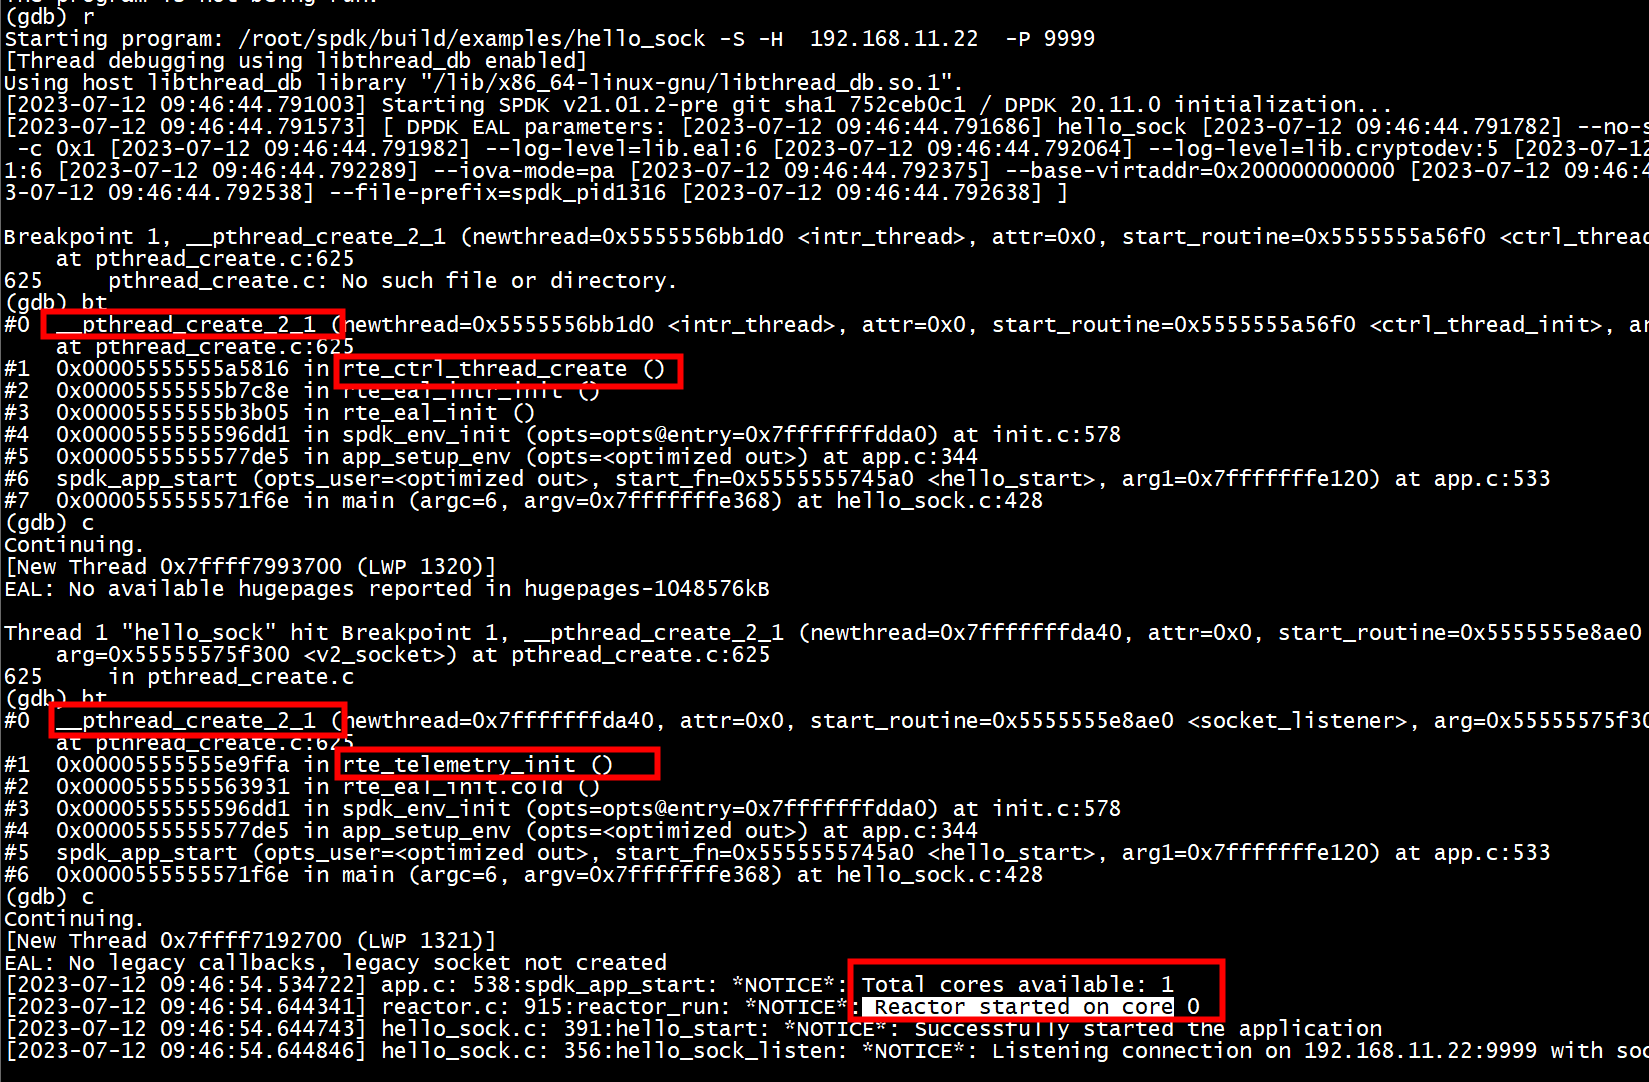 The program is not being run.
(gdb) r
Starting program: /root/spdk/build/examples/hello_sock -S -H  192.168.11.22  -P 9999
[Thread debugging using libthread_db enabled]
Using host libthread_db library "/lib/x86_64-linux-gnu/libthread_db.so.1".
[2023-07-12 09:46:44.791003] Starting SPDK v21.01.2-pre git sha1 752ceb0c1 / DPDK 20.11.0 initialization...
[2023-07-12 09:46:44.791573] [ DPDK EAL parameters: [2023-07-12 09:46:44.791686] hello_sock [2023-07-12 09:46:44.791782] --no-s
 -c 0x1 [2023-07-12 09:46:44.791982] --log-level=lib.eal:6 [2023-07-12 09:46:44.792064] --log-level=lib.cryptodev:5 [2023-07-12
1:6 [2023-07-12 09:46:44.792289] --iova-mode=pa [2023-07-12 09:46:44.792375] --base-virtaddr=0x200000000000 [2023-07-12 09:46:4
3-07-12 09:46:44.792538] --file-prefix=spdk_pid1316 [2023-07-12 09:46:44.792638] ]
Breakpoint 1, __pthread_create_2_1 (newthread=0x5555556bb1d0 <intr_thread>, attr=0x0, start_routine=0x5555555a56f0 <ctrl_thread
    at pthread_create.c:625
625     pthread_create.c: No such file or directory.
(gdb) bt
#0  __pthread_create_2_1 (newthread=0x5555556bb1d0 <intr_thread>, attr=0x0, start_routine=0x5555555a56f0 <ctrl_thread_init>, ar
    at pthread_create.c:625
#1  0x00005555555a5816 in rte_ctrl_thread_create ()
#2  0x00005555555b7c8e in rte_eal_intr_init ()
#3  0x00005555555b3b05 in rte_eal_init ()
#4  0x0000555555596dd1 in spdk_env_init (opts=opts@entry=0x7fffffffdda0) at init.c:578
#5  0x0000555555577de5 in app_setup_env (opts=<optimized out>) at app.c:344
#6  spdk_app_start (opts_user=<optimized out>, start_fn=0x5555555745a0 <hello_start>, arg1=0x7fffffffe120) at app.c:533
#7  0x0000555555571f6e in main (argc=6, argv=0x7fffffffe368) at hello_sock.c:428
(gdb) c
Continuing.
[New Thread 0x7ffff7993700 (LWP 1320)]
EAL: No available hugepages reported in hugepages-1048576kB
Thread 1 "hello_sock" hit Breakpoint 1, __pthread_create_2_1 (newthread=0x7fffffffda40, attr=0x0, start_routine=0x5555555e8ae0
    arg=0x55555575f300 <v2_socket>) at pthread_create.c:625
625     in pthread_create.c
(gdb) bt
#0  __pthread_create_2_1 (newthread=0x7fffffffda40, attr=0x0, start_routine=0x5555555e8ae0 <socket_listener>, arg=0x55555575f30
    at pthread_create.c:625
#1  0x00005555555e9ffa in rte_telemetry_init ()
#2  0x0000555555563931 in rte_eal_init.cold ()
#3  0x0000555555596dd1 in spdk_env_init (opts=opts@entry=0x7fffffffdda0) at init.c:578
#4  0x0000555555577de5 in app_setup_env (opts=<optimized out>) at app.c:344
#5  spdk_app_start (opts_user=<optimized out>, start_fn=0x5555555745a0 <hello_start>, arg1=0x7fffffffe120) at app.c:533
#6  0x0000555555571f6e in main (argc=6, argv=0x7fffffffe368) at hello_sock.c:428
(gdb) c
Continuing.
[New Thread 0x7ffff7192700 (LWP 1321)]
EAL: No legacy callbacks, legacy socket not created
[2023-07-12 09:46:54.534722] app.c: 538:spdk_app_start: *NOTICE*: Total cores available: 1
[2023-07-12 09:46:54.644341] reactor.c: 915:reactor_run: *NOTICE*: Reactor started on core 0
[2023-07-12 09:46:54.644743] hello_sock.c: 391:hello_start: *NOTICE*: Successfully started the application
[2023-07-12 09:46:54.644846] hello_sock.c: 356:hello_sock_listen: *NOTICE*: Listening connection on 192.168.11.22:9999 with soc